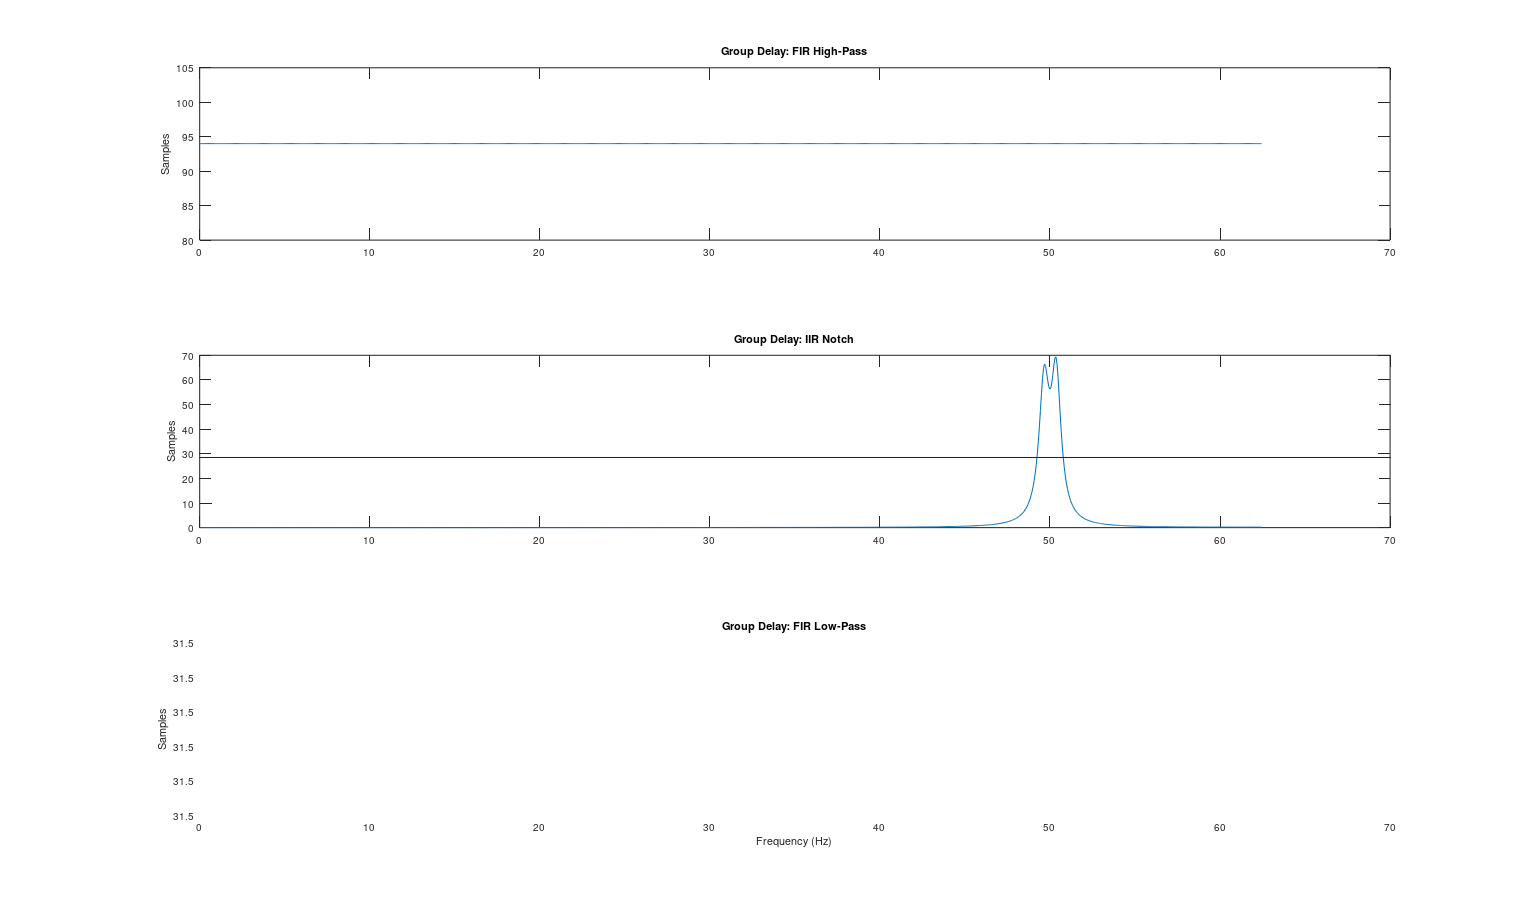 Group Delay: FIR High-Pass
105
100
95
90
85
80
Samples
0 10 20 30 40 50 60 70
Group Delay: IIR Notch
70
60
50
40
30
20
10
0
Samples
0 10 20 30 40 50 60 70
Group Delay: FIR Low-Pass
31.5
31.5
31.5
31.5
31.5
31.5
Samples
0 10 20 30 40 50 60 70
Frequency (Hz)